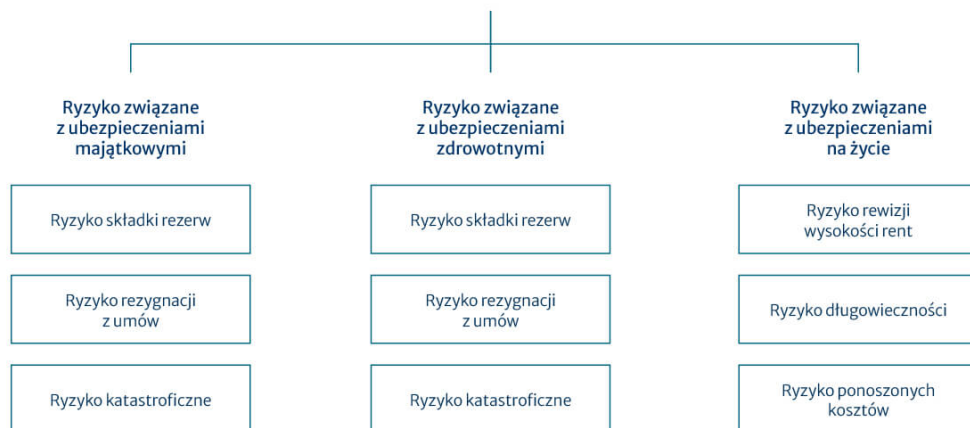 Ryzyko związane
z ubezpieczeniami
majątkowymi
Ryzyko składki rezerw
Ryzyko rezygnacji
z umów
Ryzyko katastroficzne
Ryzyko związane
z ubezpieczeniami
zdrowotnymi
Ryzyko składki rezerw
Ryzyko rezygnacji
z umów
Ryzyko katastroficzne
Ryzyko związane
z ubezpieczeniami
na życie
Ryzyko rewizji
wysokości rent
Ryzyko długowieczności
Ryzyko ponoszonych
kosztów